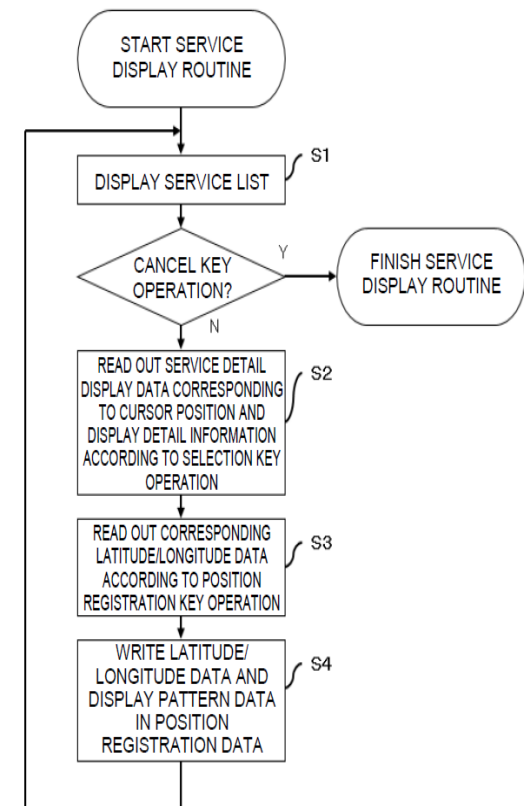 START SERVICE
DISPLAY ROUTINE
S1
DISPLAY SERVICE LIST
CANCEL KEY
OPERATION?
Y
FINISH SERVICE
DISPLAY ROUTINE
N
READ OUT SERVICE DETAIL
DISPLAY DATA CORRESPONDING
TO CURSOR POSITION AND
DISPLAY DETAIL INFORMATION
ACCORDING TO SELECTION KEY
OPERATION
S2
READ OUT CORRESPONDING
LATITUDE/LONGITUDE DATA
ACCORDING TO POSITION
REGISTRATION KEY OPERATION
S3
WRITE LATITUDE/
LONGITUDE DATA AND
DISPLAY PATTERN DATA
IN POSITION
REGISTRATION DATA
S4